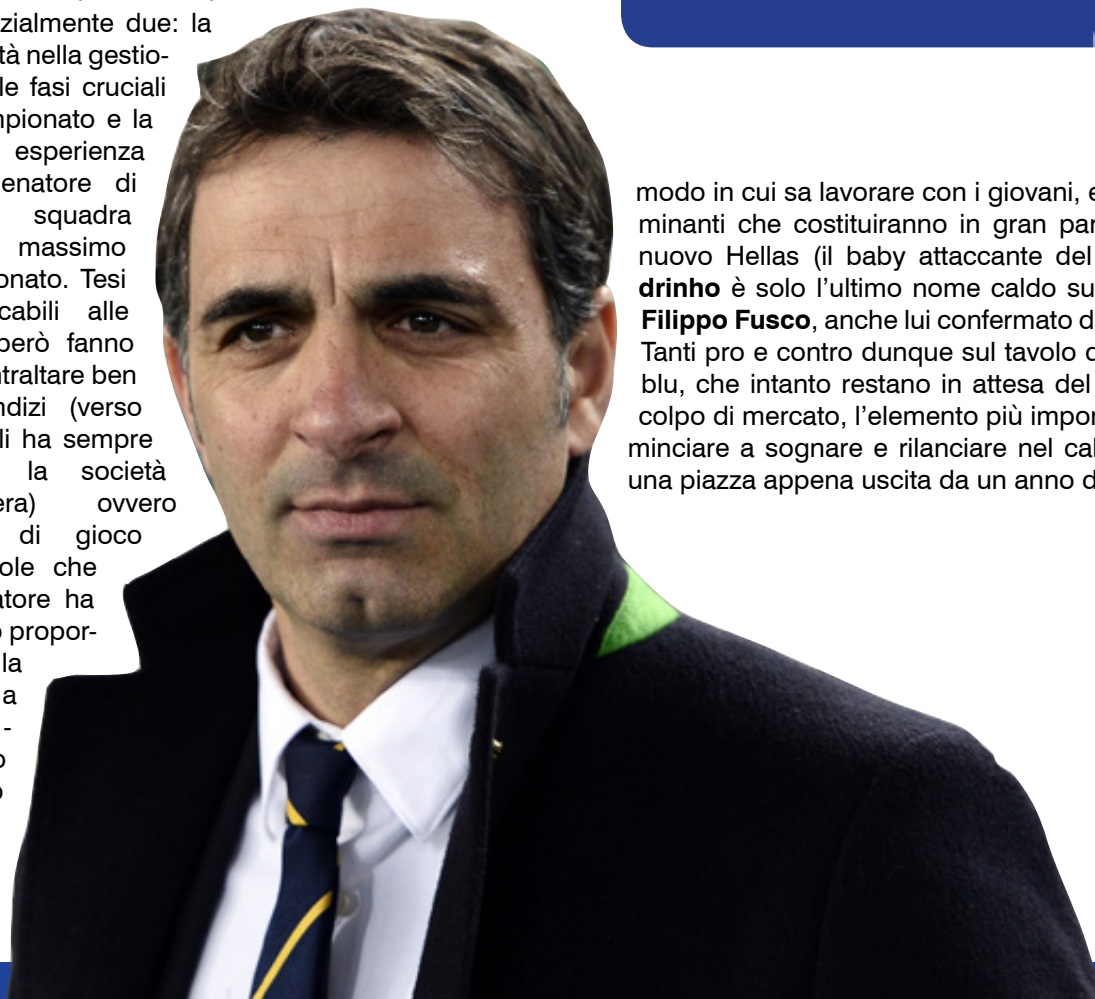 zialmente due: la
tà nella gestio-
le fasi cruciali
pionato e la
esperienza
enatore di
squadra
massimo
onato. Tesi
cabili alle
però fanno
ntraltare ben
ndizi (verso
li ha sempre
la società
era) ovvero
di gioco
ole che
atore ha
o propor-
la
a
-
o
o
modo in cui sa lavorare con i giovani, e
minanti che costituiranno in gran par
nuovo Hellas (il baby attaccante del
drinho è solo l’ultimo nome caldo su
Filippo Fusco, anche lui confermato d
Tanti pro e contro dunque sul tavolo d
blu, che intanto restano in attesa del
colpo di mercato, l’elemento più impor
minciare a sognare e rilanciare nel cal
una piazza appena uscita da un anno d